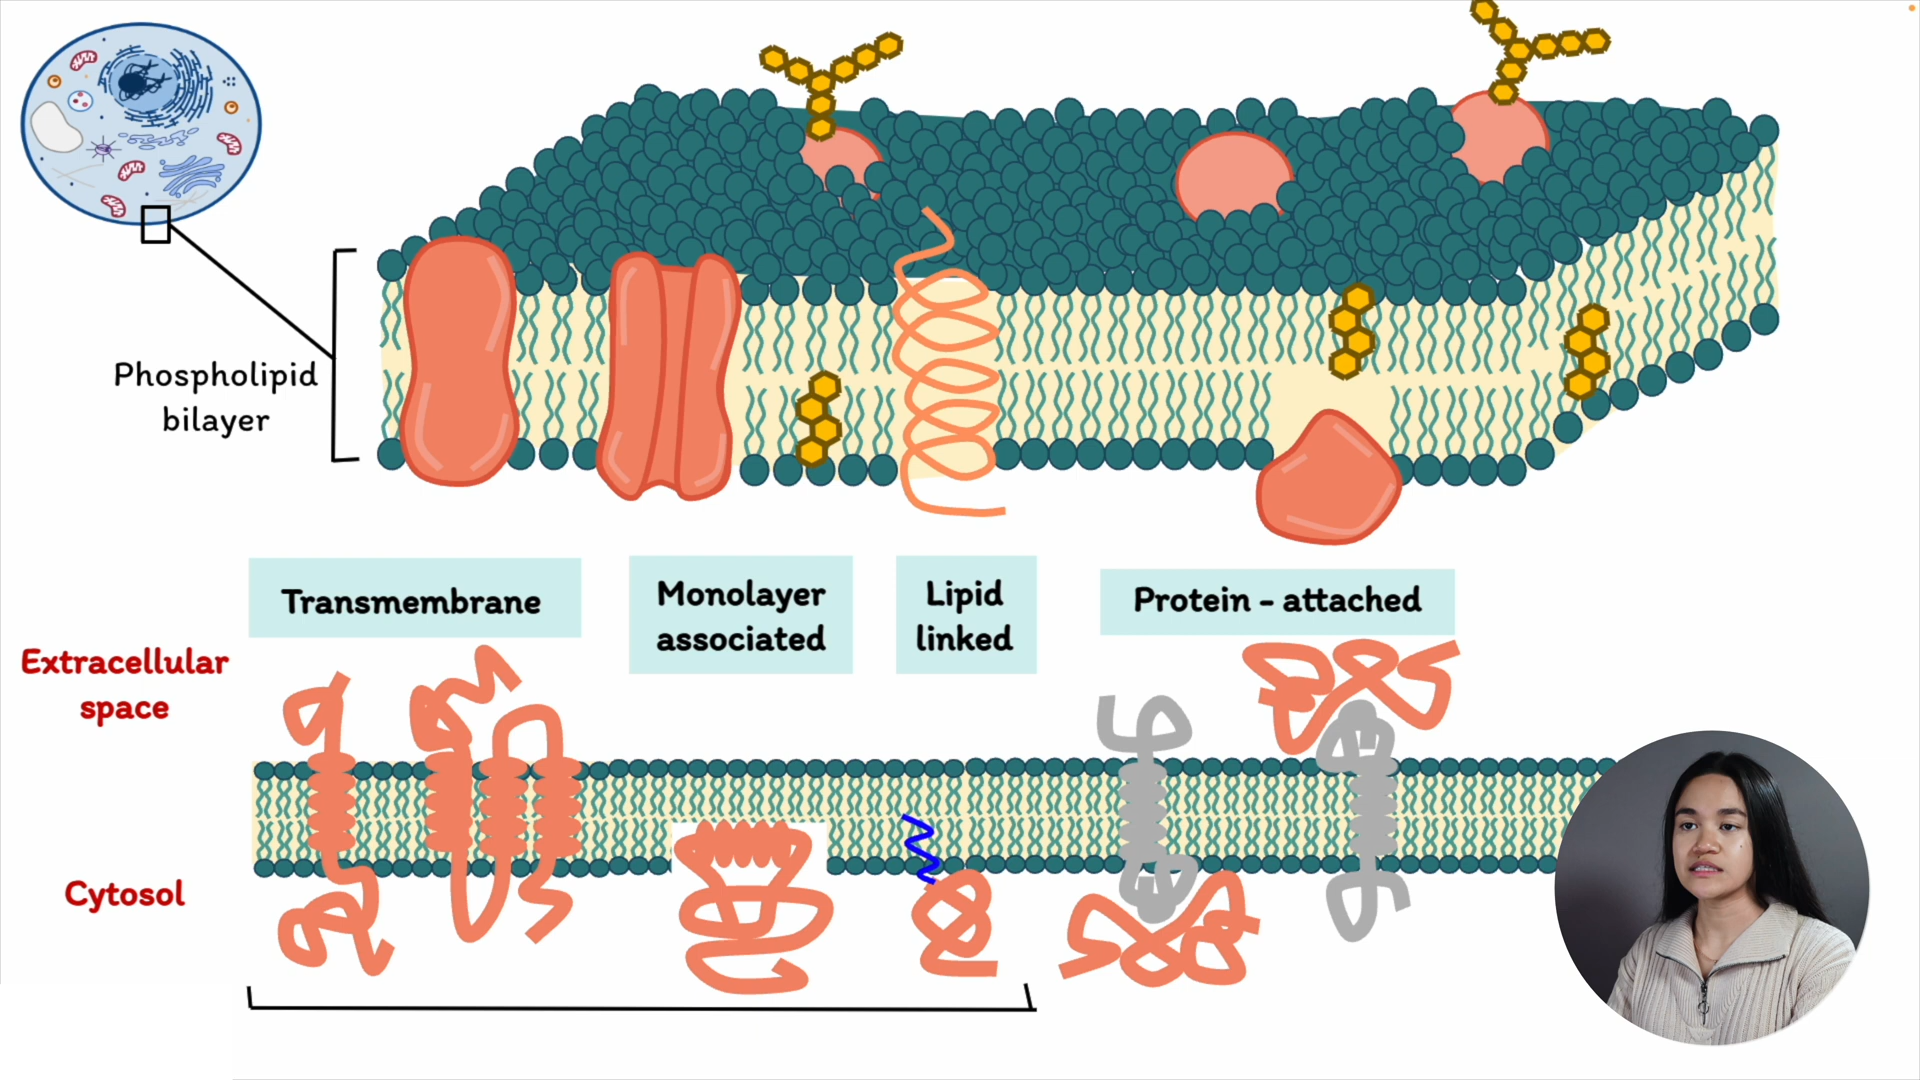 Phospholipid
bilayer
Transmembrane
Monolayer
associated
Lipid
linked
Protein - attached
Extracellular
space
Cytosol